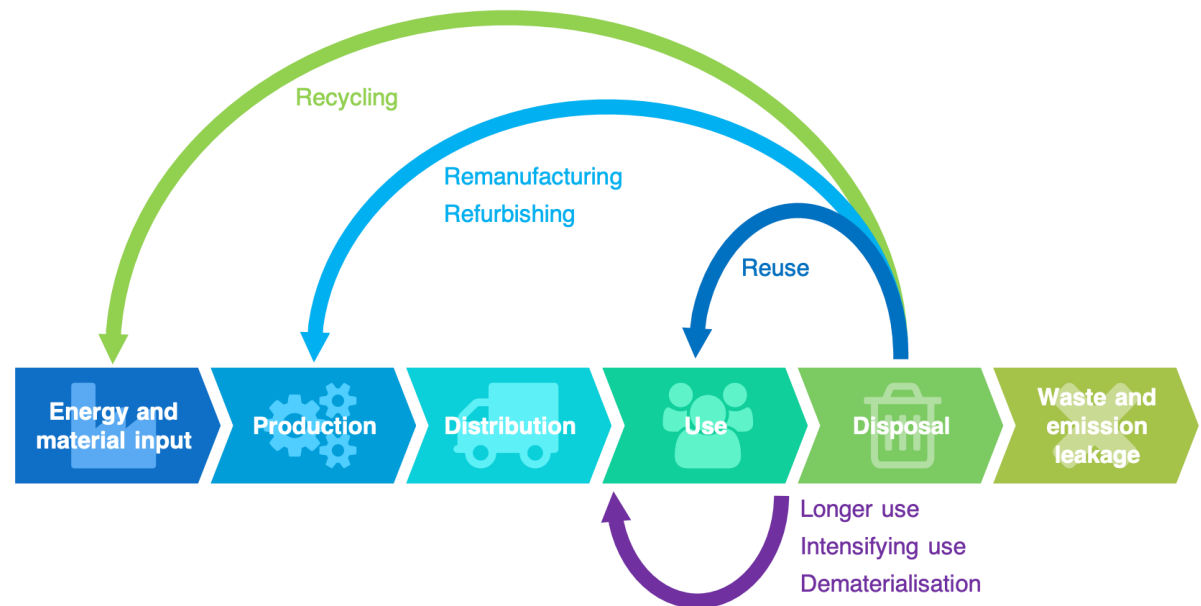 Recycling
Remanufacturing
Refurbishing
Reuse
Energy and
material input
Production
Distribution
Use
Disposal
Waste and
emission
leakage
Longer use
Intensifying use
Dematerialisation